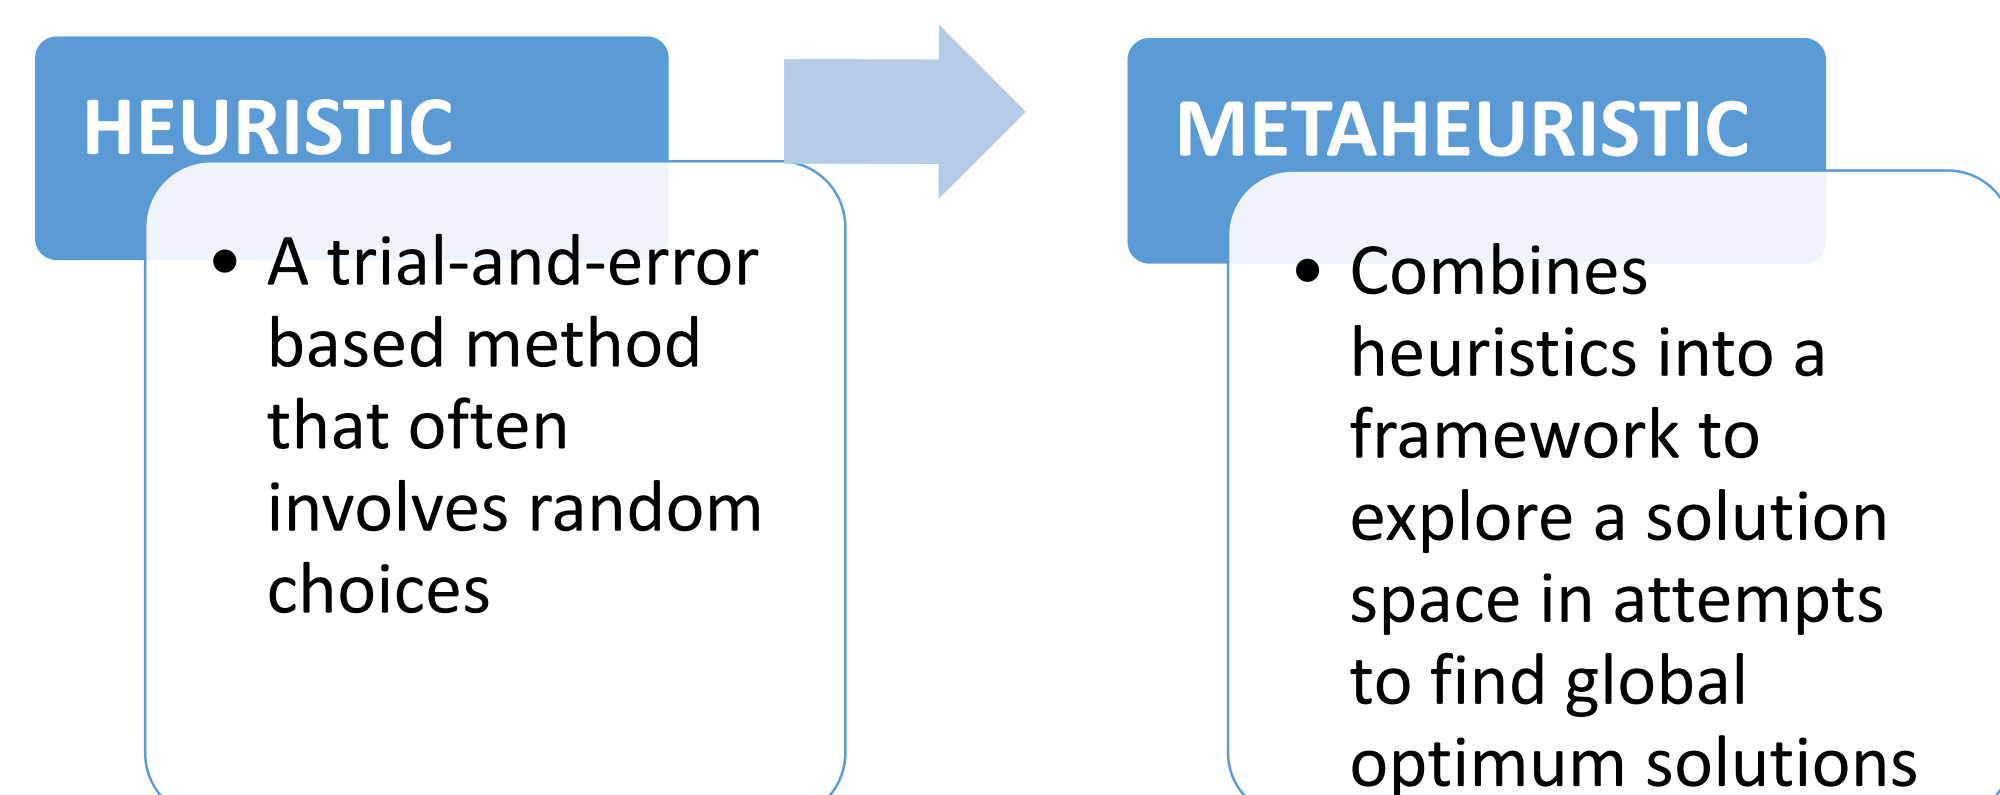 HEURISTIC
• A trial-and-error
based method
that often
involves random
choices
METAHEURISTIC
• Combines
heuristics into a
framework to
explore a solution
space in attempts
to find global
optimum solutions